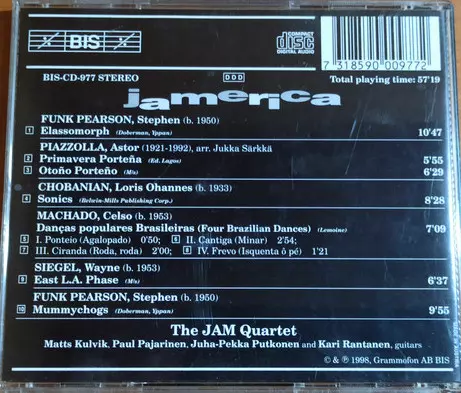 BIS
COMPACT
disc
DIGITAL AUDIO
7 318590 009772
BIS-CD-977 STEREO
DDD
Total playing time: 57'19
jamerica
FUNK PEARSON, Stephen (b. 1950)
1 Elassomorph (Doberman, Yppan) 10'47
PIAZZOLLA, Astor (1921-1992), arr. Jukka Särkkä
2 Primavera Porteña (Ed. Lagos) 5'55
3 Otoño Porteño (M/s) 6'29
CHOBANIAN, Loris Ohannes (b. 1933)
4 Sonics (Belwin-Mills Publishing Corp.) 8'28
MACHADO, Celso (b. 1953)
Danças populares Brasileiras (Four Brazilian Dances) (Lemoine) 7'09
5 I. Ponteio (Agalopado) 0'50; 6 II. Cantiga (Minar) 2'54;
7 III. Ciranda (Roda, roda) 2'00; 8 IV. Frevo (Isquenta ô pé) 1'21
SIEGEL, Wayne (b. 1953)
9 East L.A. Phase (M/s) 6'37
FUNK PEARSON, Stephen (b. 1950)
10 Mummychogs (Doberman, Yppan) 9'55
The JAM Quartet
Matts Kulvik, Paul Pajarinen, Juha-Pekka Putkonen and Kari Rantanen, guitars
© & ℗ 1998, Grammofon AB BIS